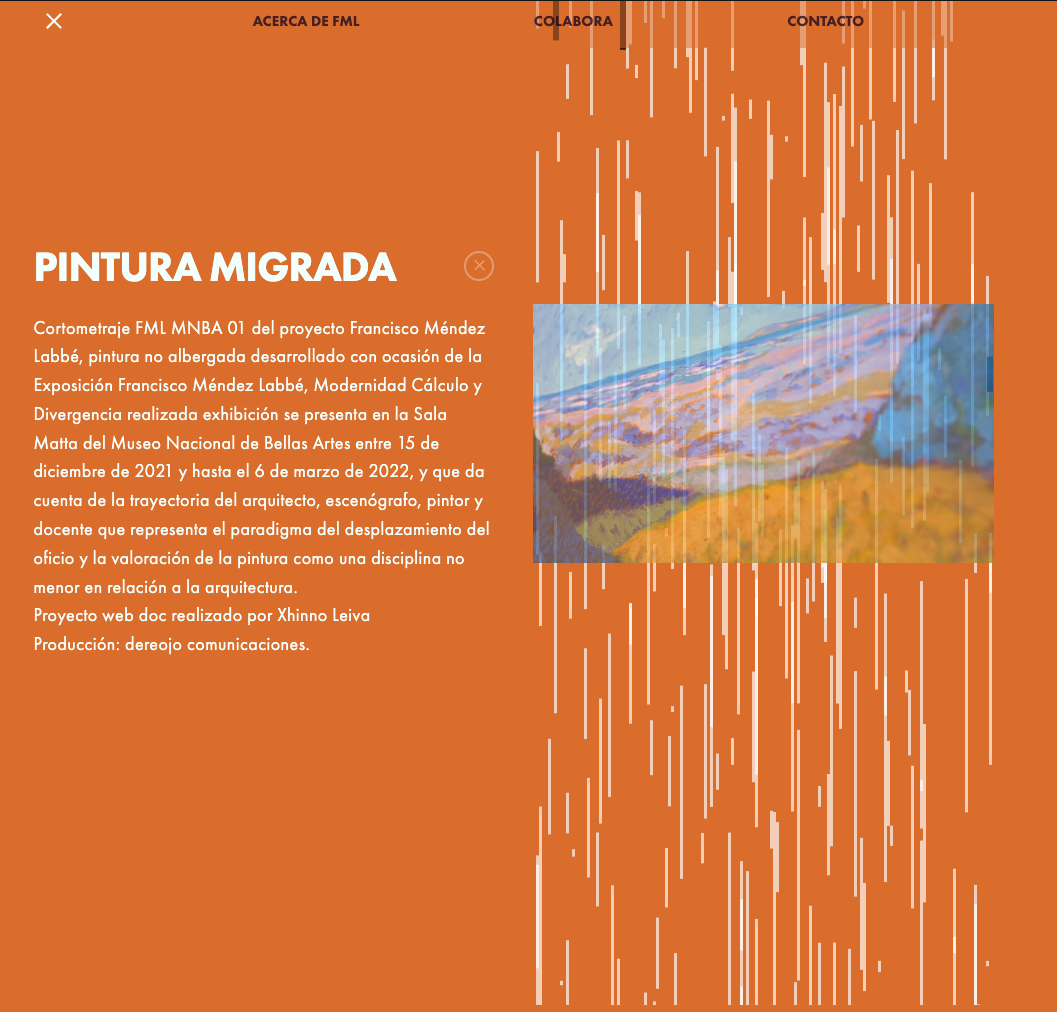 ACERCA DE FML
COLABORA
CONTACTO
PINTURA MIGRADA
Cortometraje FML MNBA 01 del proyecto Francisco Méndez
Labbé, pintura no albergada desarrollado con ocasión de la
Exposición Francisco Méndez Labbé, Modernidad Cálculo y
Divergencia realizada exhibición se presenta en la Sala
Matta del Museo Nacional de Bellas Artes entre 15 de
diciembre de 2021 y hasta el 6 de marzo de 2022, y que da
cuenta de la trayectoria del arquitecto, escenógrafo, pintor y
docente que representa el paradigma del desplazamiento del
oficio y la valoración de la pintura como una disciplina no
menor en relación a la arquitectura.
Proyecto web doc realizado por Xhinno Leiva
Producción: dereojo comunicaciones.